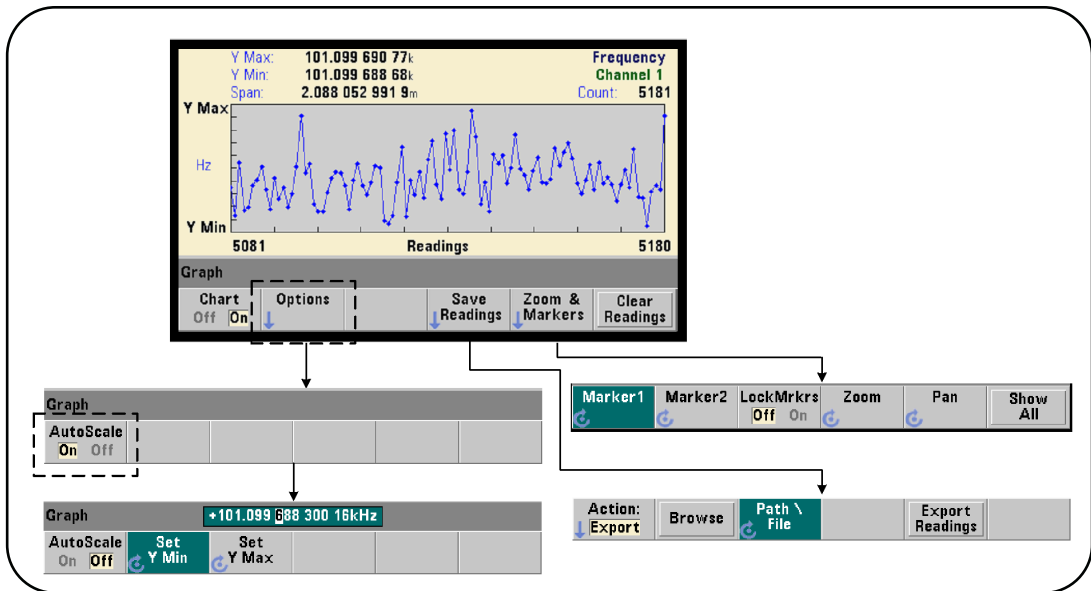 Y Max: 101.099 690 77k Frequency
Y Min: 101.099 688 68k Channel 1
Span: 2.088 052 991 9m Count: 5181
Y Max
Hz
Y Min
5081 Readings 5180
Graph
Chart Options Save Zoom & Clear
Off On Readings Markers Readings
Graph
AutoScale
On Off
Marker1 Marker2 LockMrkrs Zoom Pan Show
Off On All
Graph +101.099 688 300 16kHz
AutoScale Set Set
On Off Y Min Y Max
Action: Browse Path \ Export
Export File Readings